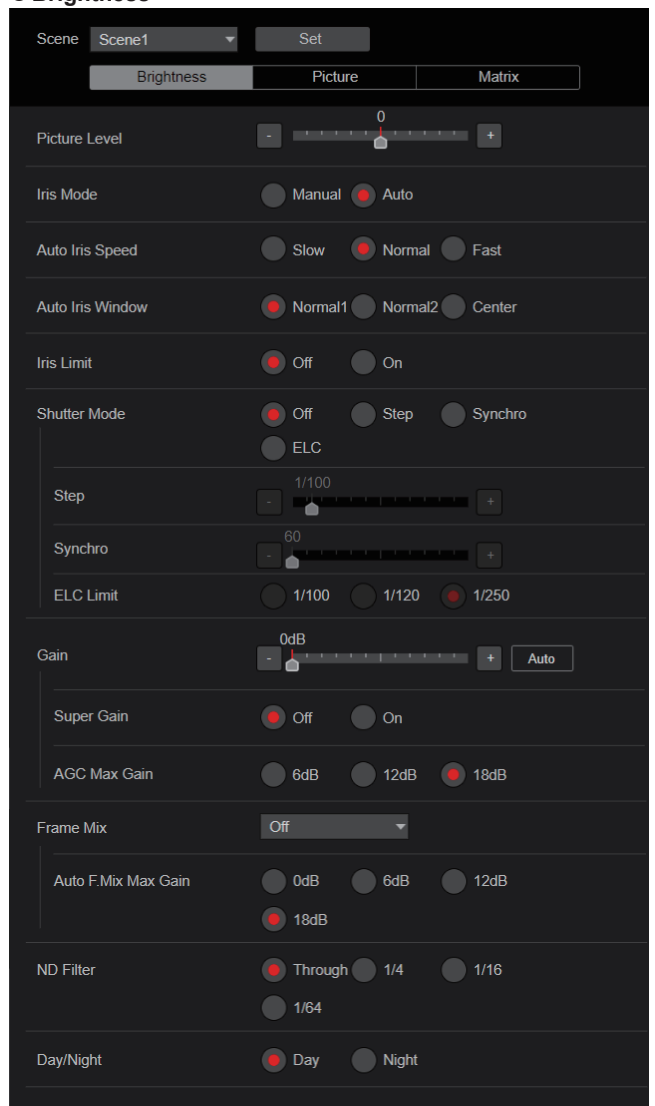 Scene Scene1 Set
Brightness Picture Matrix
0
Picture Level - +
Iris Mode Manual Auto
Auto Iris Speed Slow Normal Fast
Auto Iris Window Normal1 Normal2 Center
Iris Limit Off On
Shutter Mode Off Step Synchro
ELC
1/100
Step - +
60
Synchro - +
ELC Limit 1/100 1/120 1/250
0dB
Gain - + Auto
Super Gain Off On
AGC Max Gain 6dB 12dB 18dB
Frame Mix Off
Auto F.Mix Max Gain 0dB 6dB 12dB
18dB
ND Filter Through 1/4 1/16
1/64
Day/Night Day Night